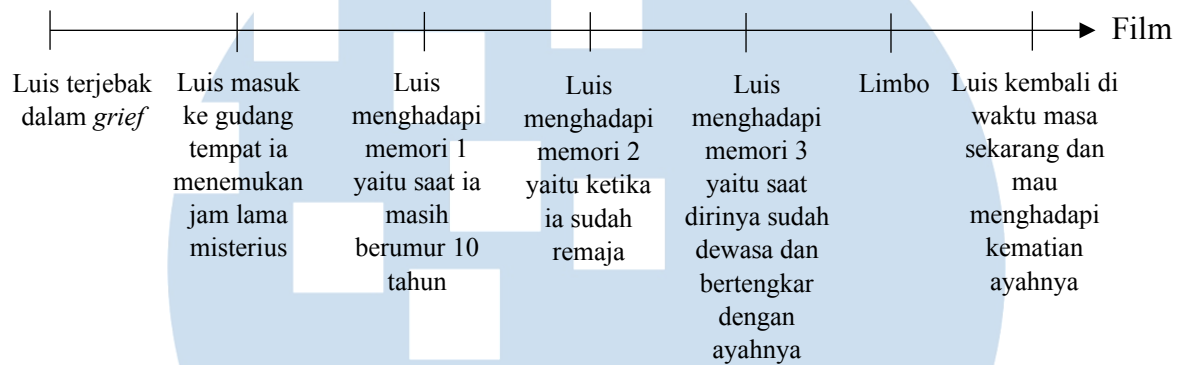 Film
Luis terjebak
dalam grief
Luis masuk
ke gudang
tempat ia
menemukan
jam lama
misterius
Luis
menghadapi
memori 1
yaitu saat ia
masih
berumur 10
tahun
Luis
menghadapi
memori 2
yaitu ketika
ia sudah
remaja
Luis
menghadapi
memori 3
yaitu saat
dirinya sudah
dewasa dan
bertengkar
dengan
ayahnya
Limbo
Luis kembali di
waktu masa
sekarang dan
mau
menghadapi
kematian
ayahnya